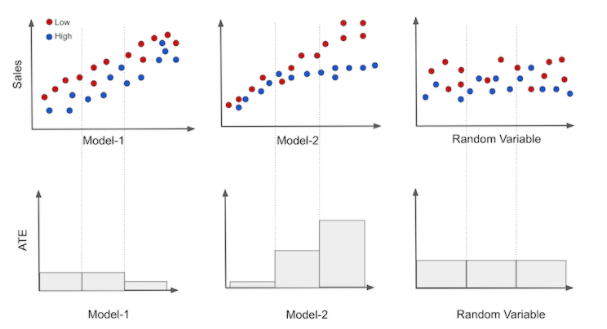 Low
High
Sales
Model-1
Model-2
Random Variable
ATE
Model-1
Model-2
Random Variable